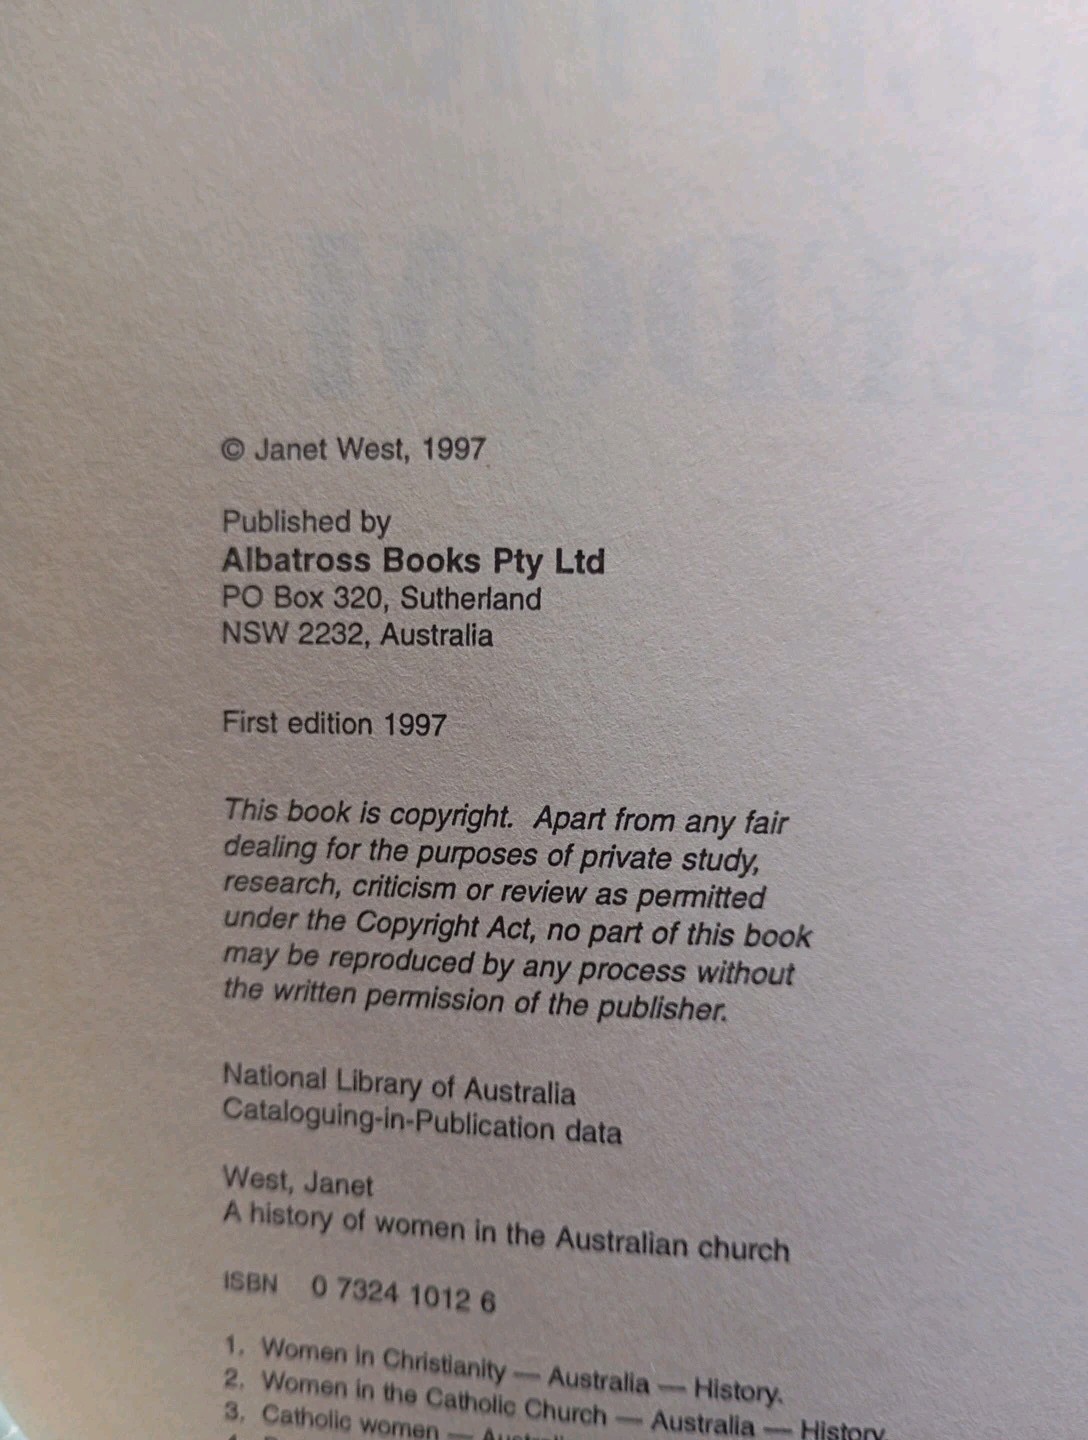 © Janet West, 1997
Published by
Albatross Books Pty Ltd
PO Box 320, Sutherland
NSW 2232, Australia
First edition 1997
This book is copyright. Apart from any fair
dealing for the purposes of private study,
research, criticism or review as permitted
under the Copyright Act, no part of this book
may be reproduced by any process without
the written permission of the publisher.
National Library of Australia
Cataloguing-in-Publication data
West, Janet
A history of women in the Australian church
ISBN 0 7324 1012 6
1. Women in Christianity — Australia — History.
2. Women in the Catholic Church — Australia — History.
3. Catholic women —